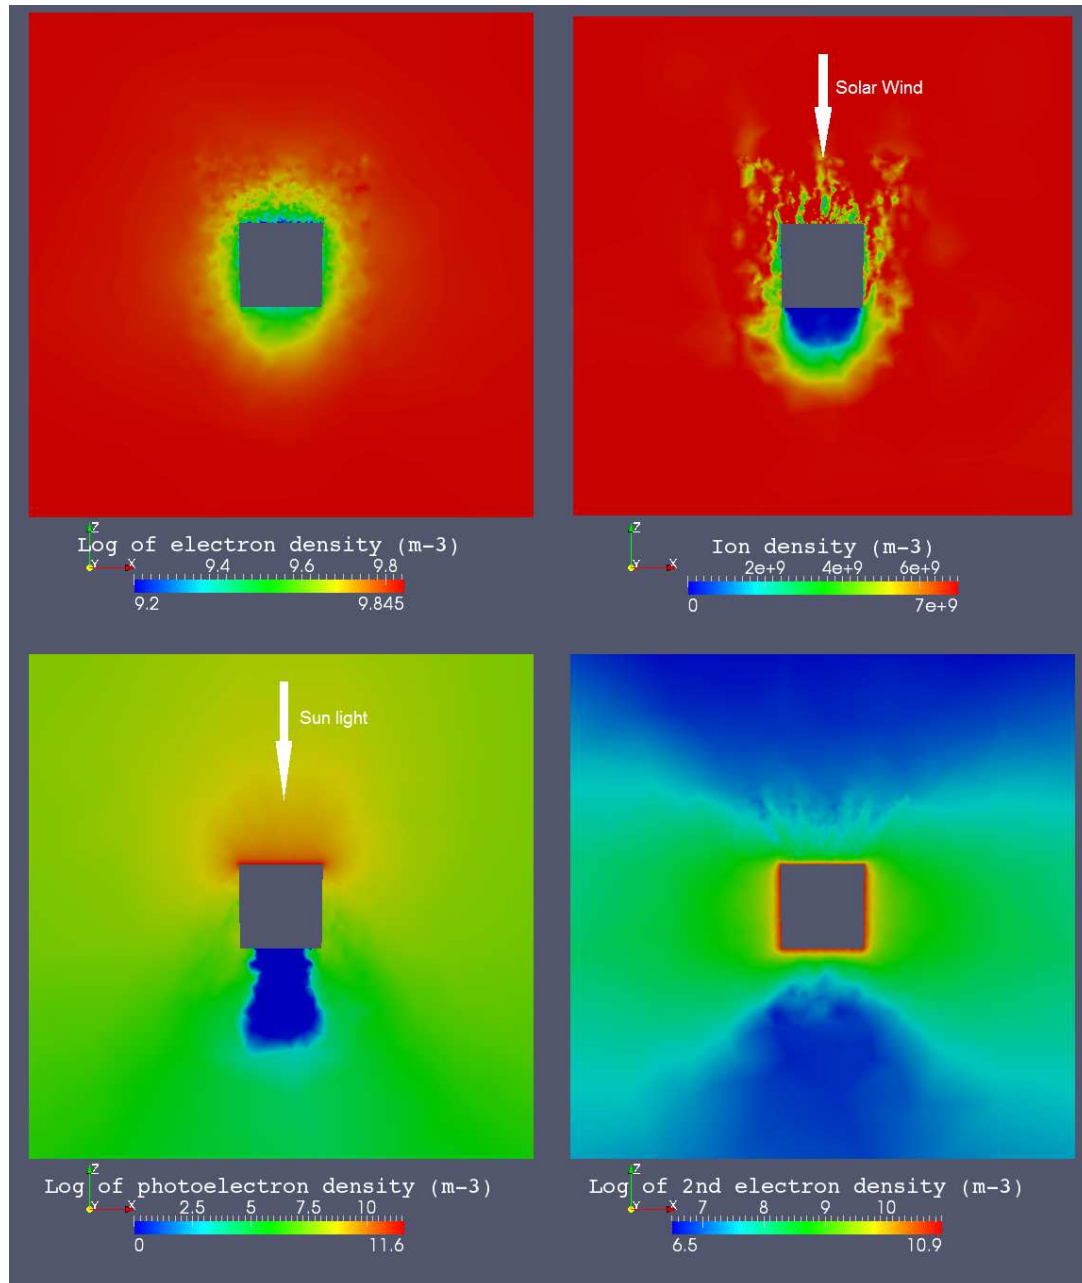 Solar Wind
Z
Log of electron density (m-3)
Y X
9.4 9.6 9.8
9.2 9.845
Z
Ion density (m-3)
Y X
2e+9 4e+9 6e+9
0 7e+9
Sun light
Z
Log of photoelectron density (m-3)
Y X
2.5 5 7.5 10
0 11.6
Z
Log of 2nd electron density (m-3)
Y X
7 8 9 10
6.5 10.9